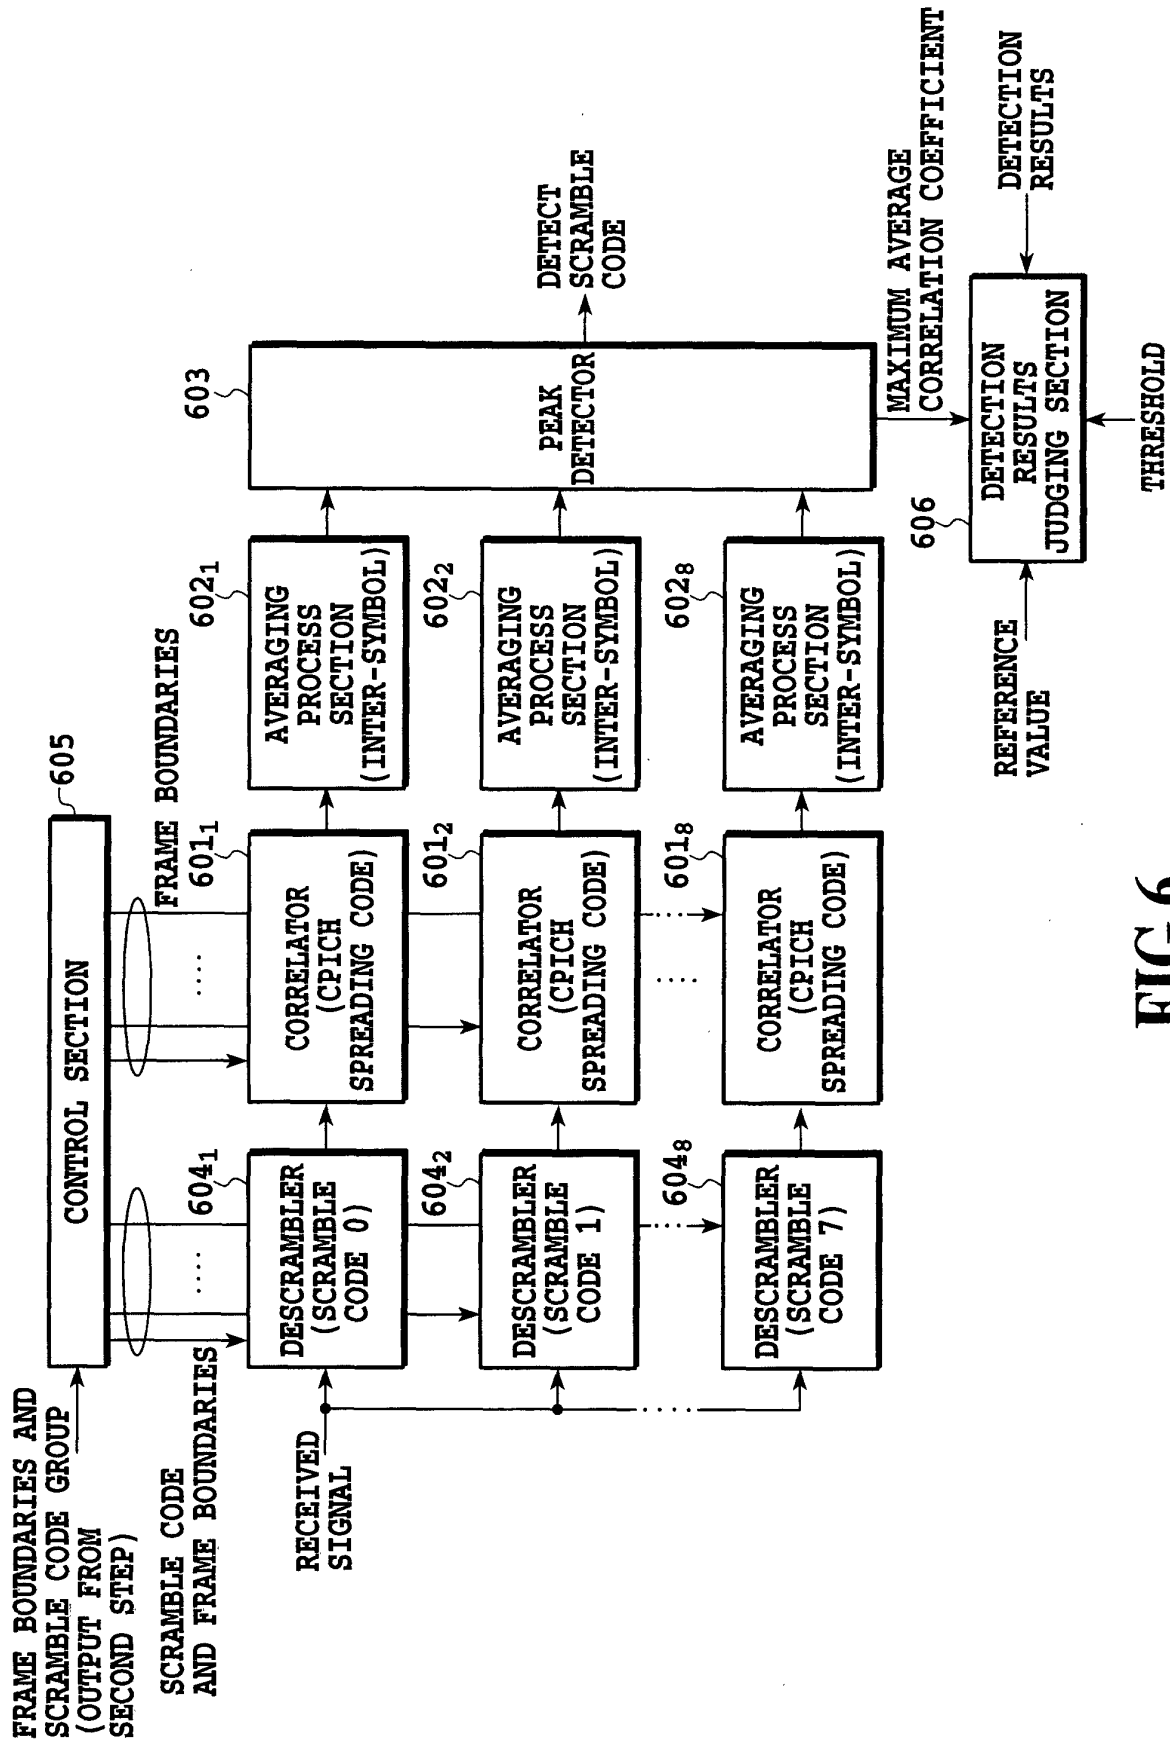 FRAME BOUNDARIES AND
SCRAMBLE CODE GROUP
(OUTPUT FROM
SECOND STEP)
CONTROL SECTION
605
SCRAMBLE CODE
AND FRAME BOUNDARIES
FRAME BOUNDARIES
RECEIVED
SIGNAL
604₁
DESCRAMBLER
(SCRAMBLE
CODE 0)
601₁
CORRELATOR
(CPICH
SPREADING CODE)
602₁
AVERAGING
PROCESS
SECTION
(INTER-SYMBOL)
604₂
DESCRAMBLER
(SCRAMBLE
CODE 1)
601₂
CORRELATOR
(CPICH
SPREADING CODE)
602₂
AVERAGING
PROCESS
SECTION
(INTER-SYMBOL)
604₈
DESCRAMBLER
(SCRAMBLE
CODE 7)
601₈
CORRELATOR
(CPICH
SPREADING CODE)
602₈
AVERAGING
PROCESS
SECTION
(INTER-SYMBOL)
603
PEAK
DETECTOR
DETECT
SCRAMBLE
CODE
MAXIMUM AVERAGE
CORRELATION COEFFICIENT
606
DETECTION
RESULTS
JUDGING SECTION
REFERENCE
VALUE
DETECTION
RESULTS
THRESHOLD